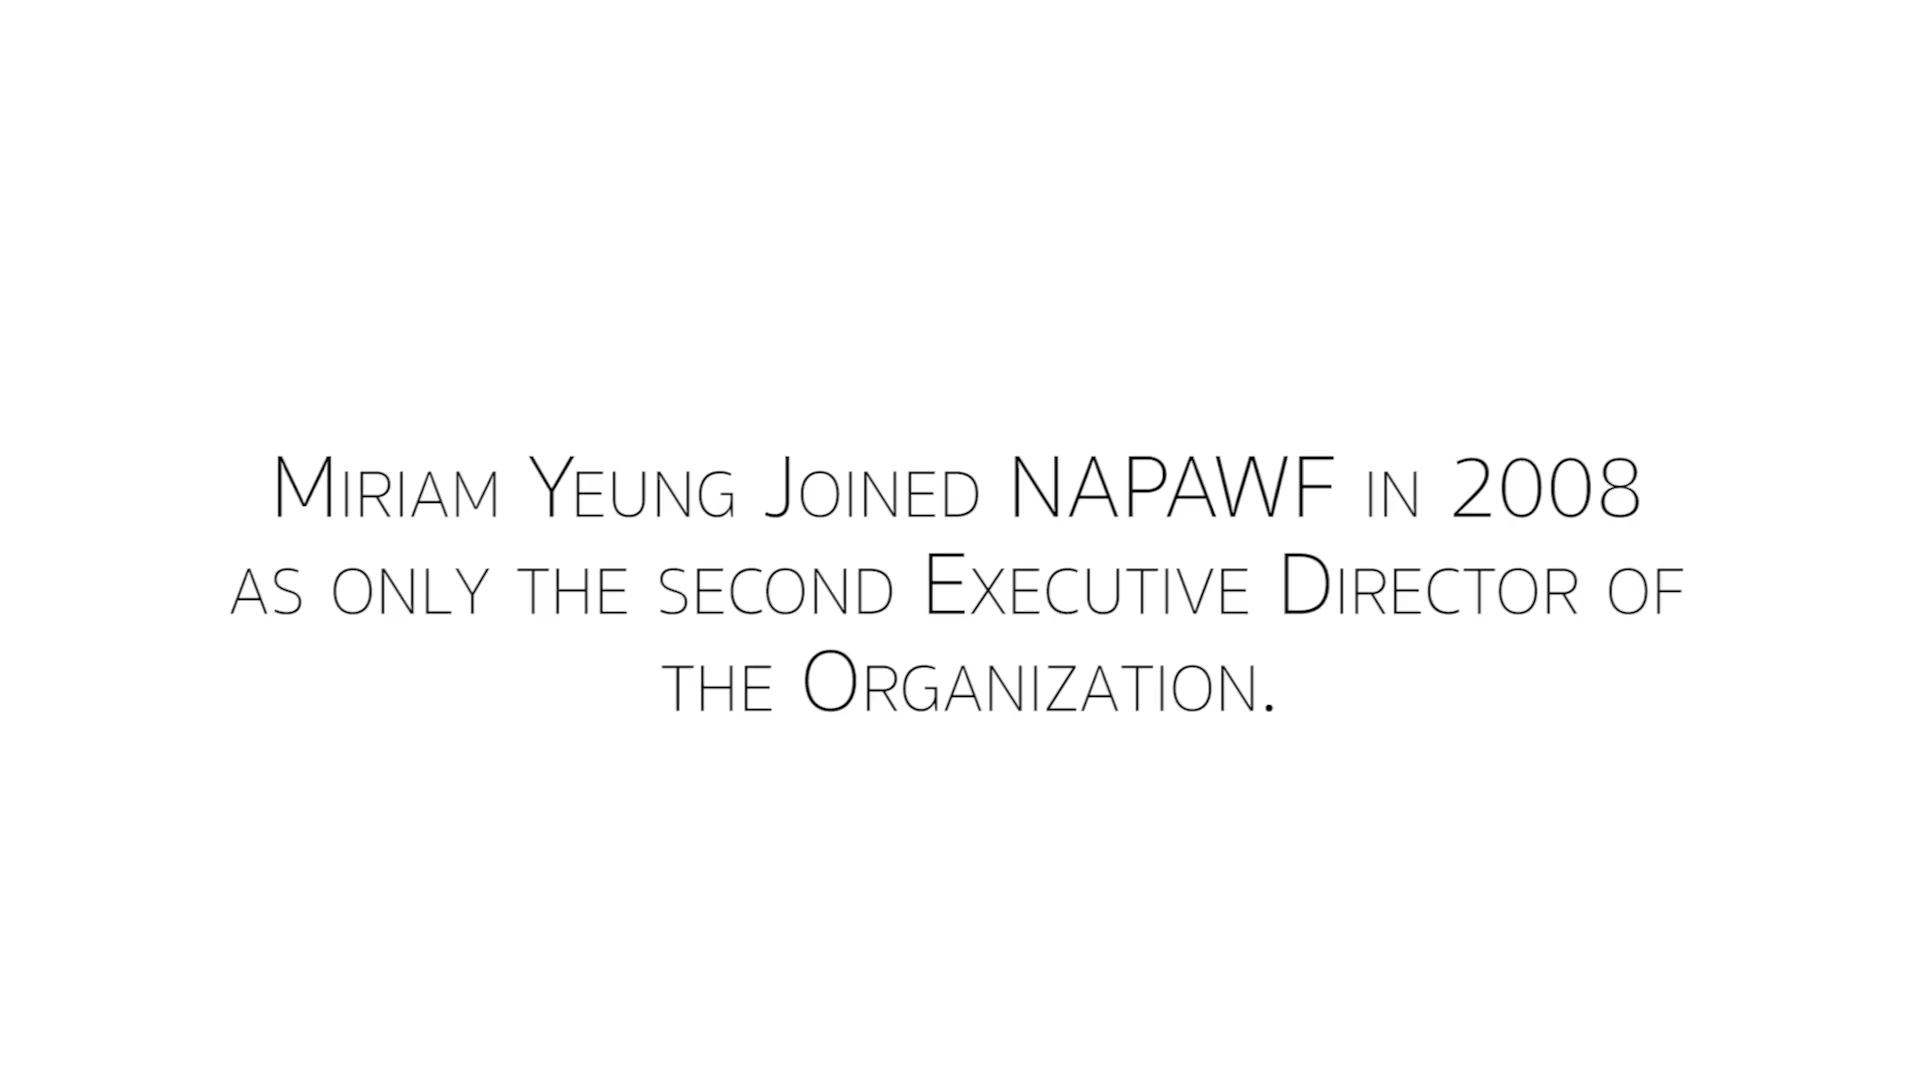 Miriam Yeung Joined NAPAWF in 2008
as only the second Executive Director of
the Organization.